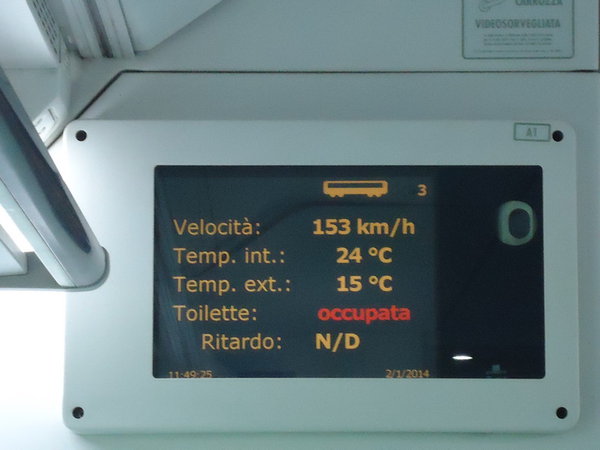 CARROZZA
VIDEOSORVEGLIATA
A1
3
Velocità: 153 km/h
Temp. int.: 24 °C
Temp. ext.: 15 °C
Toilette: occupata
Ritardo: N/D
11:49:25 2/1/2014